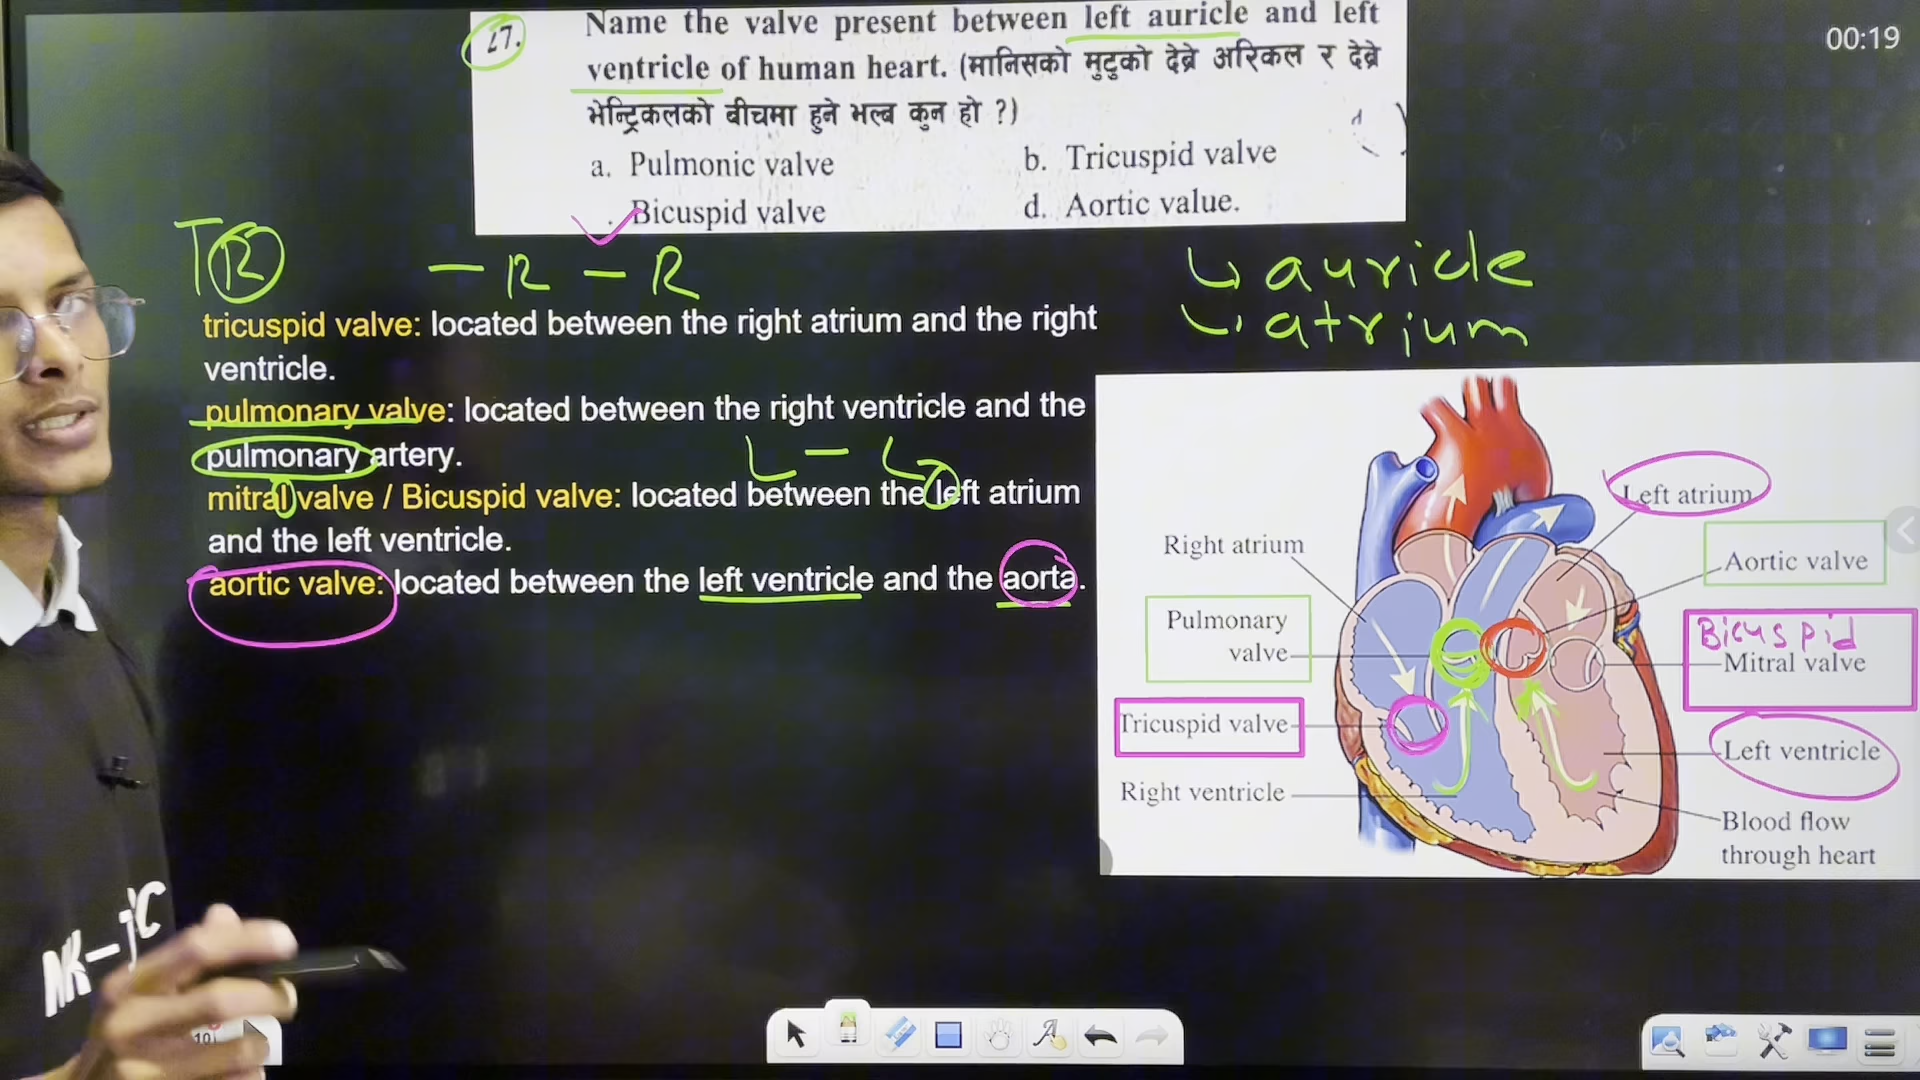 00:19
27. Name the valve present between left auricle and left
ventricle of human heart. (मानिसको मुटुको देब्रे अरिकल र देब्रे
भेन्ट्रिकलको बीचमा हुने भल्ब कुन हो ?)
a. Pulmonic valve
b. Tricuspid valve
Bicuspid valve
d. Aortic value.
TR
– R – R
auricle
atrium
tricuspid valve: located between the right atrium and the right
ventricle.
pulmonary valve: located between the right ventricle and the
pulmonary artery.
L – L
mitral valve / Bicuspid valve: located between the left atrium
and the left ventricle.
aortic valve: located between the left ventricle and the aorta.
Left atrium
Right atrium
Aortic valve
Pulmonary
valve
Bicuspid
Mitral valve
Tricuspid valve
Left ventricle
Right ventricle
Blood flow
through heart
10